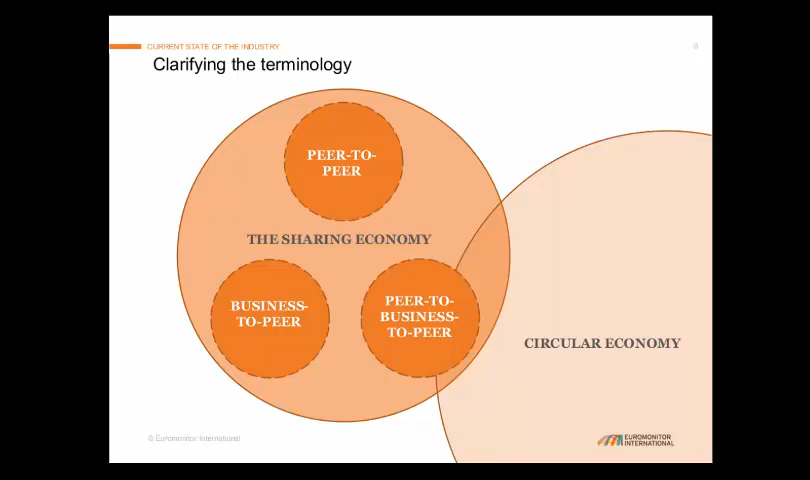 CURRENT STATE OF THE INDUSTRY
6
Clarifying the terminology
PEER-TO-
PEER
THE SHARING ECONOMY
BUSINESS-
TO-PEER
PEER-TO-
BUSINESS-
TO-PEER
CIRCULAR ECONOMY
© Euromonitor International
EUROMONITOR
INTERNATIONAL